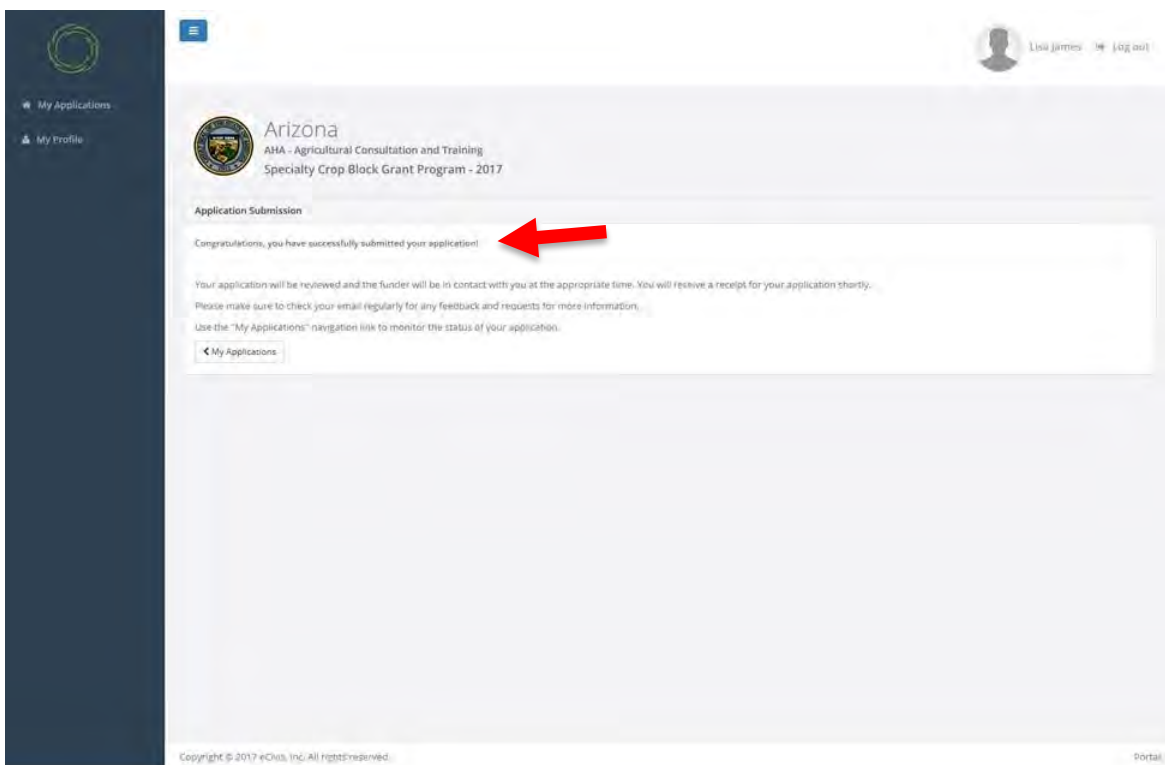 Lisa James Log out
My Applications
My Profile
Arizona
AHA - Agricultural Consultation and Training
Specialty Crop Block Grant Program - 2017
Application Submission
Congratulations, you have successfully submitted your application!
Your application will be reviewed and the funder will be in contact with you at the appropriate time. You will receive a receipt for your application shortly.
Please make sure to check your email regularly for any feedback and requests for more information.
Use the "My Applications" navigation link to monitor the status of your application.
My Applications
Copyright © 2017 eCivis, Inc. All rights reserved.
Portal